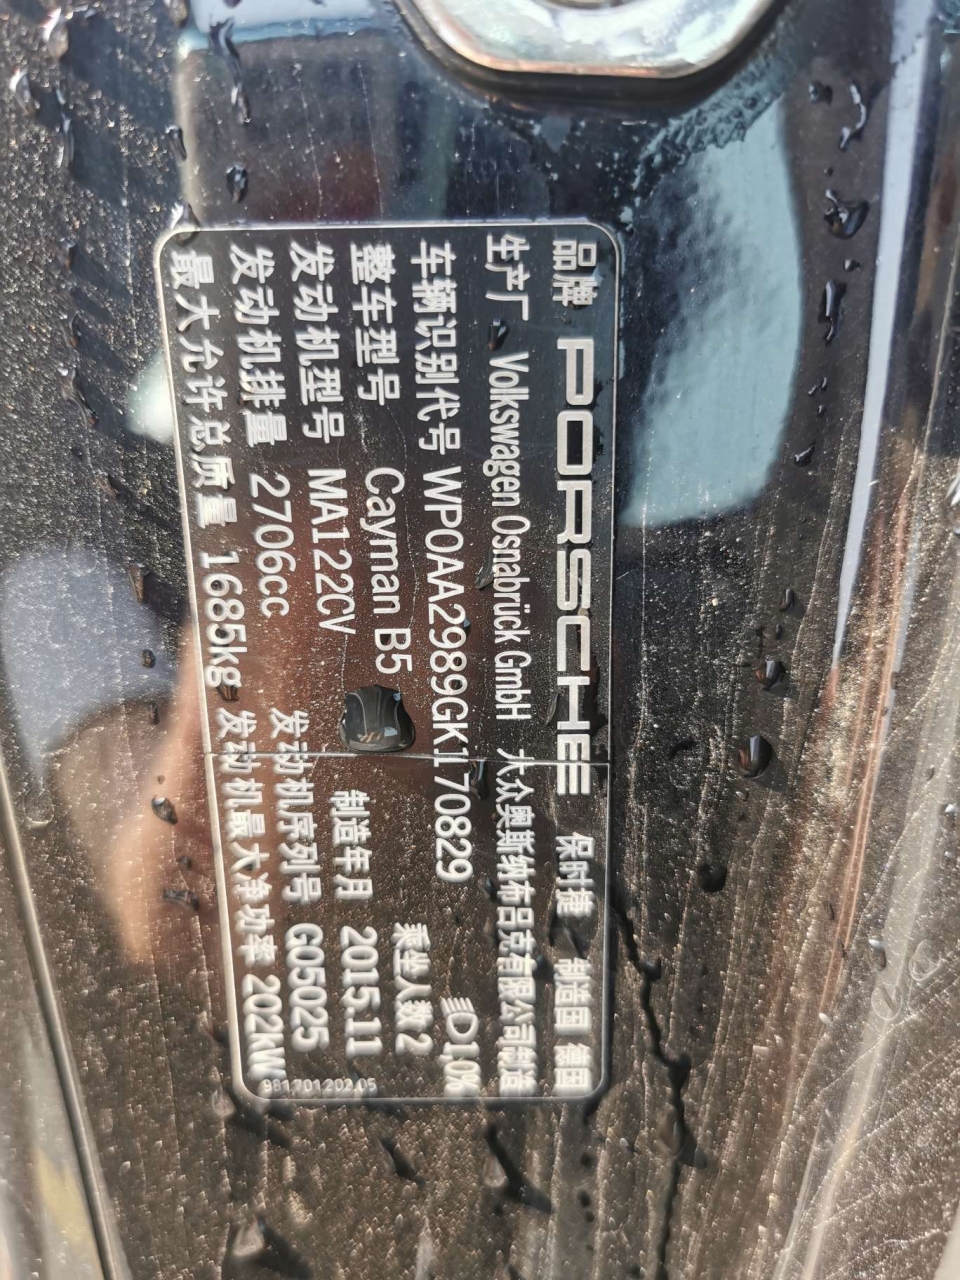 品牌 PORSCHE 保时捷 制造国 德国
生产厂 Volkswagen Osnabrück GmbH 大众奥斯纳布吕克有限公司制造
车辆识别代号 WP0AA2989GK170829 1,0%
整车型号 Cayman B5 乘坐人数 2
发动机型号 MA122CV 制造年月 2015.11
发动机排量 2706cc 发动机序列号 G05025
最大允许总质量 1685kg 发动机最大净功率 202kW
981.701.202.05